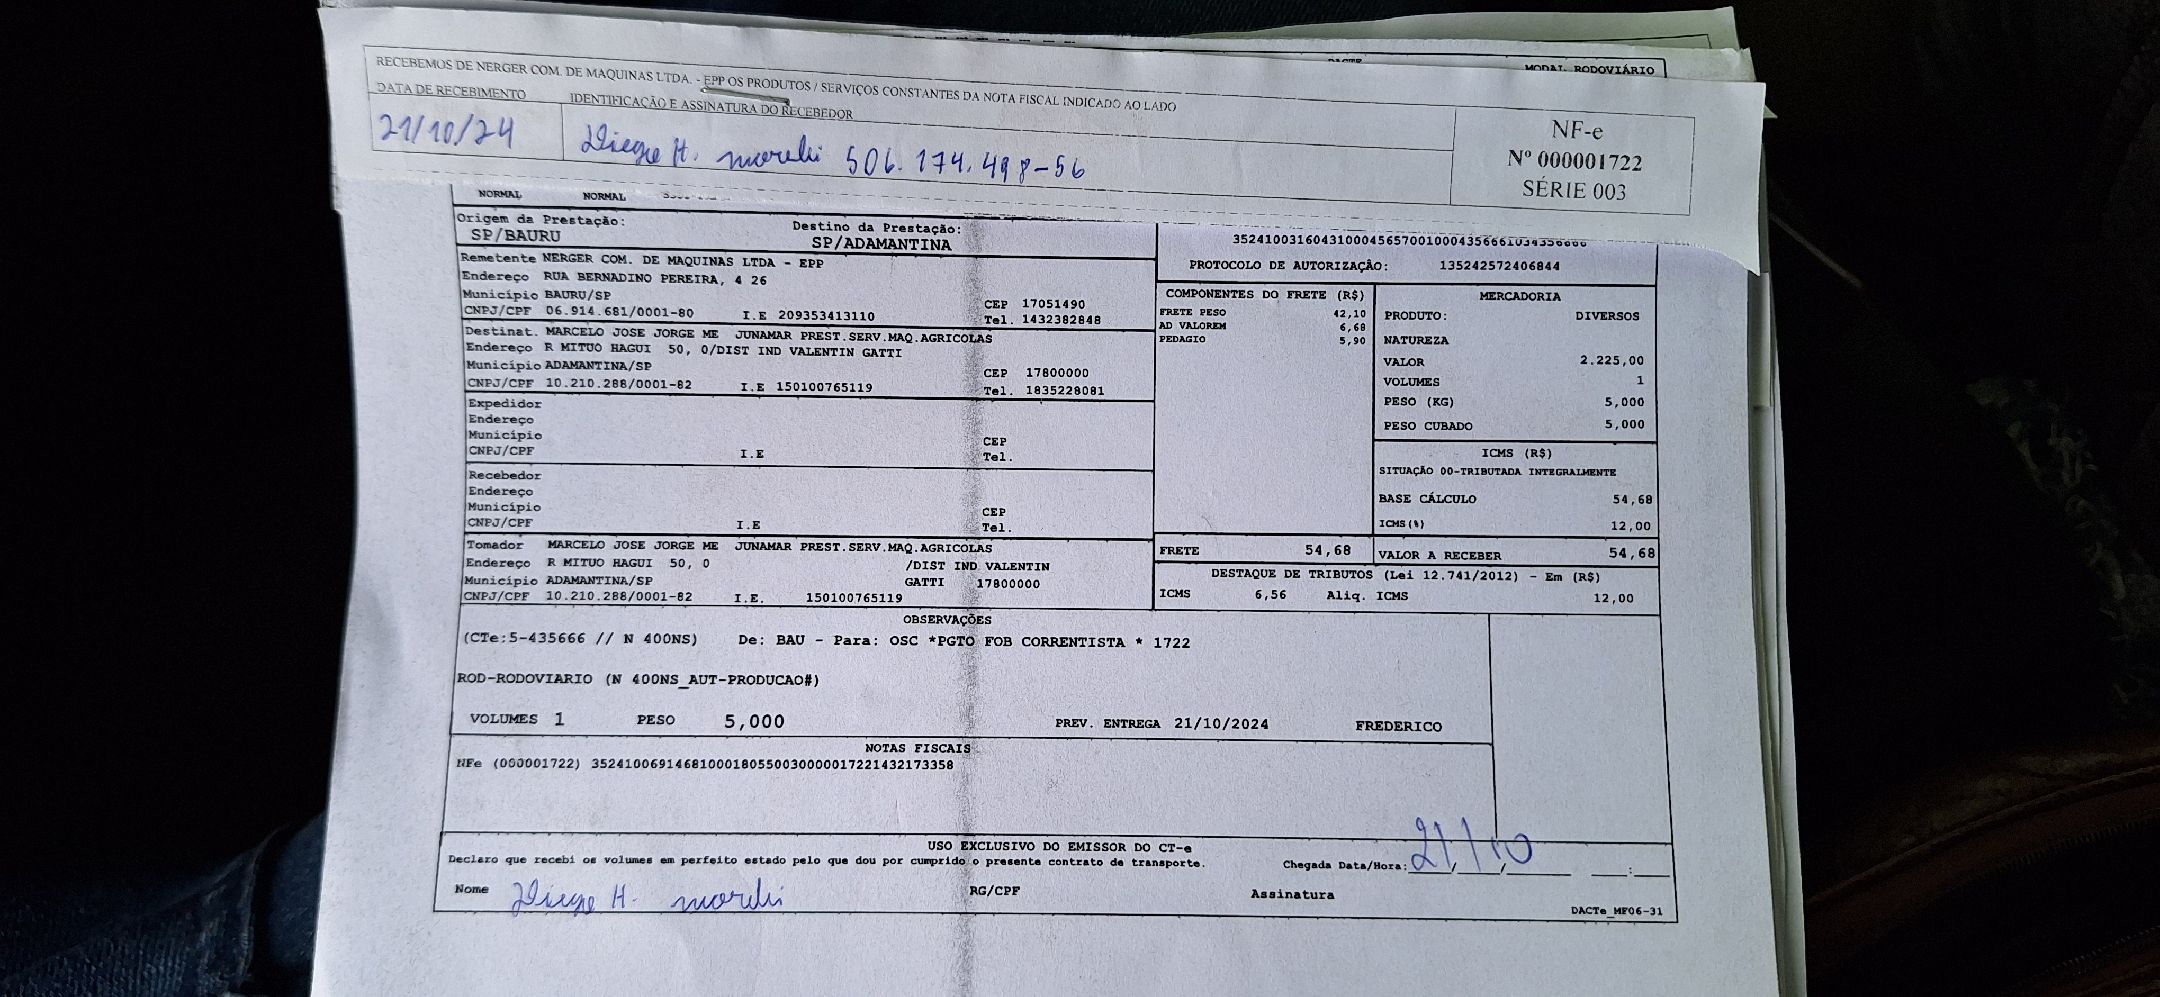 DACTE
MODAL RODOVIÁRIO
RECEBEMOS DE NERGER COM. DE MAQUINAS LTDA. - EPP OS PRODUTOS / SERVIÇOS CONSTANTES DA NOTA FISCAL INDICADO AO LADO
DATA DE RECEBIMENTO IDENTIFICAÇÃO E ASSINATURA DO RECEBEDOR
21/10/24 H. 506.174.498-56
NF-e
Nº 000001722
SÉRIE 003
NORMAL NORMAL
Origem da Prestação: Destino da Prestação:
SP/BAURU SP/ADAMANTINA
PROTOCOLO DE AUTORIZAÇÃO: 135242572406844
Remetente NERGER COM. DE MAQUINAS LTDA - EPP
Endereço RUA BERNADINO PEREIRA, 4 26
Município BAURU/SP CEP 17051490
CNPJ/CPF 06.914.681/0001-80 I.E 209353413110 Tel. 1432382848
Destinat. MARCELO JOSE JORGE ME JUNAMAR PREST.SERV.MAQ.AGRICOLAS
Endereço R MITUO HAGUI 50, 0/DIST IND VALENTIN GATTI
Município ADAMANTINA/SP CEP 17800000
CNPJ/CPF 10.210.288/0001-82 I.E 150100765119 Tel. 1835228081
Expedidor
Endereço
Município CEP
CNPJ/CPF I.E Tel.
Recebedor
Endereço
Município CEP
CNPJ/CPF I.E Tel.
Tomador MARCELO JOSE JORGE ME JUNAMAR PREST.SERV.MAQ.AGRICOLAS
Endereço R MITUO HAGUI 50, 0 /DIST IND VALENTIN
Município ADAMANTINA/SP GATTI 17800000
CNPJ/CPF 10.210.288/0001-82 I.E. 150100765119
COMPONENTES DO FRETE (R$)
FRETE PESO 42,10
AD VALOREM 6,68
PEDAGIO 5,90
MERCADORIA
PRODUTO: DIVERSOS
NATUREZA
VALOR 2.225,00
VOLUMES 1
PESO (KG) 5,000
PESO CUBADO 5,000
ICMS (R$)
SITUAÇÃO 00-TRIBUTADA INTEGRALMENTE
BASE CÁLCULO 54,68
ICMS(%) 12,00
FRETE 54,68 VALOR A RECEBER 54,68
DESTAQUE DE TRIBUTOS (Lei 12.741/2012) - Em (R$)
ICMS 6,56 Aliq. ICMS 12,00
OBSERVAÇÕES
(CTe:5-435666 // N 400NS) De: BAU - Para: OSC *PGTO FOB CORRENTISTA * 1722
ROD-RODOVIARIO (N 400NS_AUT-PRODUCAO#)
VOLUMES 1 PESO 5,000 PREV. ENTREGA 21/10/2024 FREDERICO
NOTAS FISCAIS
NFe (000001722) 35241006914681000180550030000017221432173358
USO EXCLUSIVO DO EMISSOR DO CT-e
Declaro que recebi os volumes em perfeito estado pelo que dou por cumprido o presente contrato de transporte. Chegada Data/Hora: 21/10
Nome H. RG/CPF Assinatura
DACTe_MF06-31